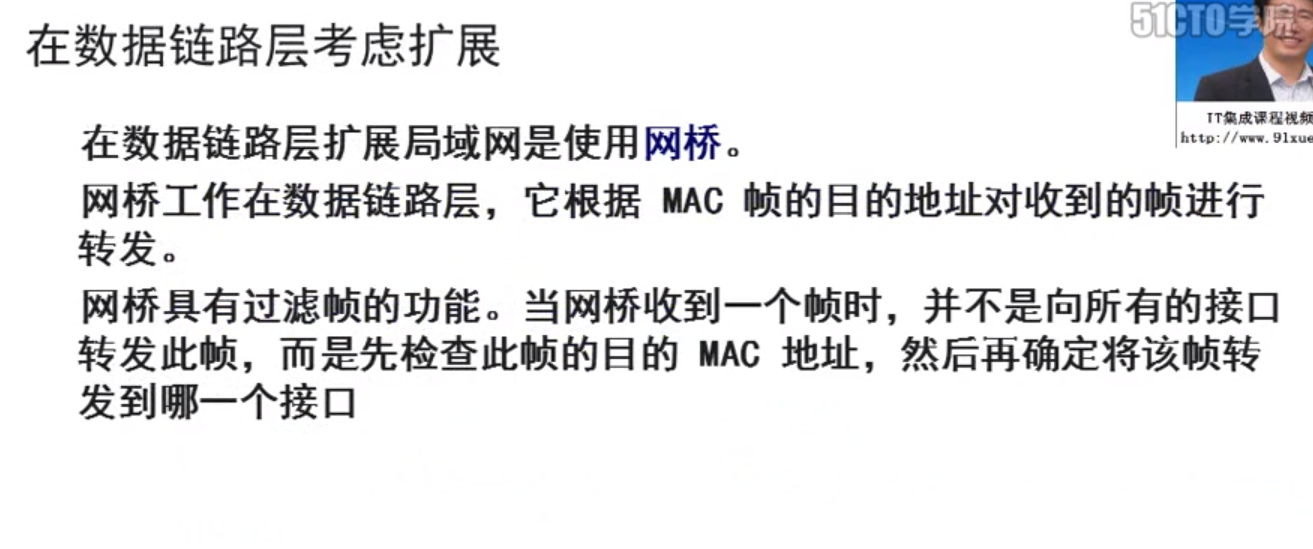 51CTO学院
在数据链路层考虑扩展
IT集成课程视频
http://www.91xue
在数据链路层扩展局域网是使用网桥。
网桥工作在数据链路层，它根据 MAC 帧的目的地址对收到的帧进行
转发。
网桥具有过滤帧的功能。当网桥收到一个帧时，并不是向所有的接口
转发此帧，而是先检查此帧的目的 MAC 地址，然后再确定将该帧转
发到哪一个接口